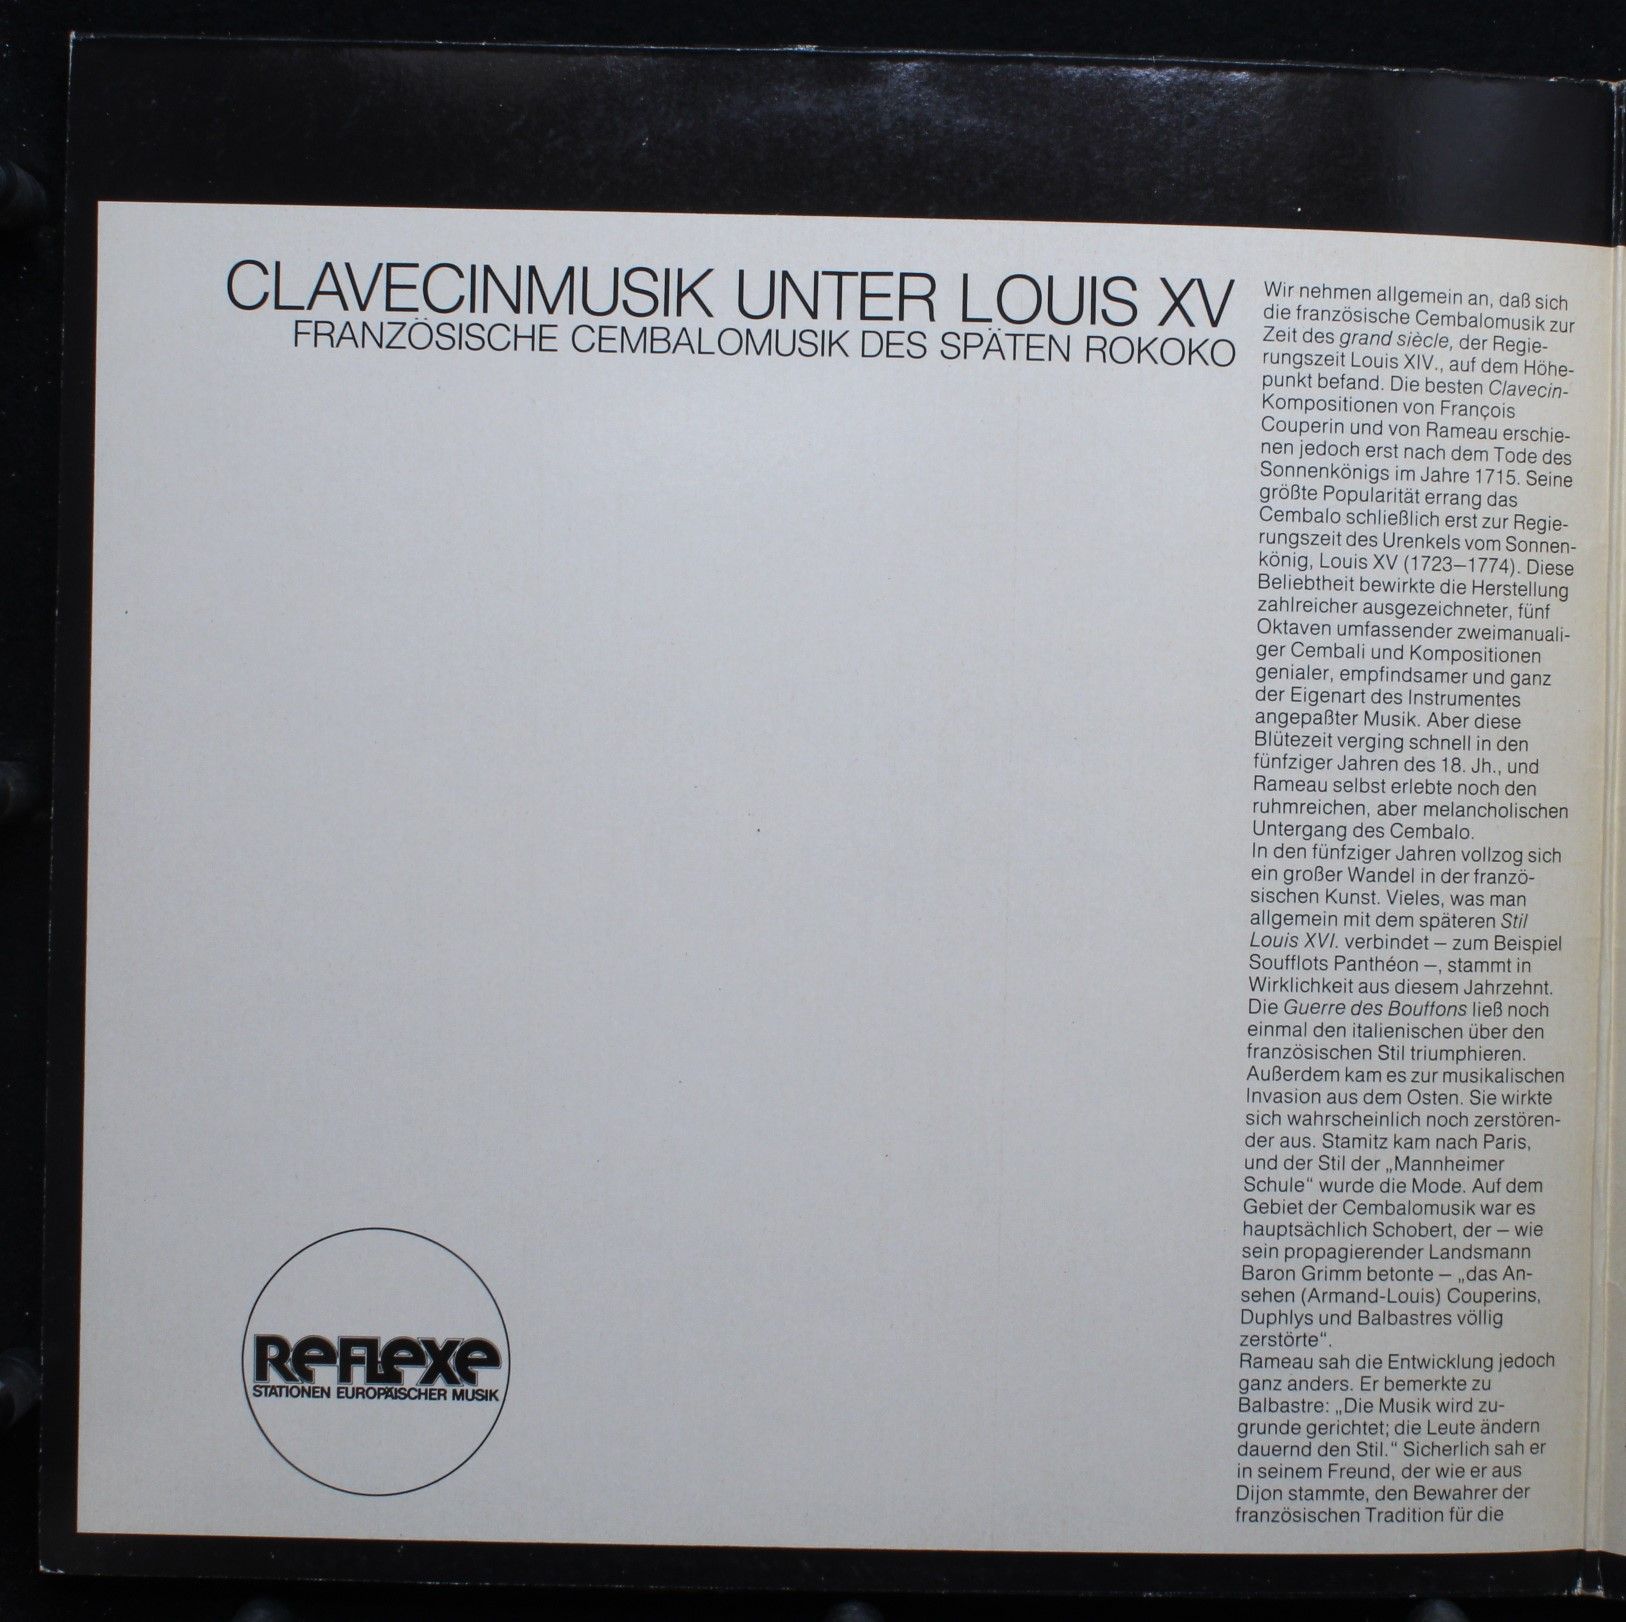 CLAVECINMUSIK UNTER LOUIS XV
FRANZÖSISCHE CEMBALOMUSIK DES SPÄTEN ROKOKO
Wir nehmen allgemein an, daß sich
die französische Cembalomusik zur
Zeit des grand siècle, der Regie-
rungszeit Louis XIV., auf dem Höhe-
punkt befand. Die besten Clavecin-
Kompositionen von François
Couperin und von Rameau erschie-
nen jedoch erst nach dem Tode des
Sonnenkönigs im Jahre 1715. Seine
größte Popularität errang das
Cembalo schließlich erst zur Regie-
rungszeit des Urenkels vom Sonnen-
könig, Louis XV (1723–1774). Diese
Beliebtheit bewirkte die Herstellung
zahlreicher ausgezeichneter, fünf
Oktaven umfassender zweimanuali-
ger Cembali und Kompositionen
genialer, empfindsamer und ganz
der Eigenart des Instrumentes
angepaßter Musik. Aber diese
Blütezeit verging schnell in den
fünfziger Jahren des 18. Jh., und
Rameau selbst erlebte noch den
ruhmreichen, aber melancholischen
Untergang des Cembalo.
In den fünfziger Jahren vollzog sich
ein großer Wandel in der franzö-
sischen Kunst. Vieles, was man
allgemein mit dem späteren Stil
Louis XVI. verbindet – zum Beispiel
Soufflots Panthéon –, stammt in
Wirklichkeit aus diesem Jahrzehnt.
Die Guerre des Bouffons ließ noch
einmal den italienischen über den
französischen Stil triumphieren.
Außerdem kam es zur musikalischen
Invasion aus dem Osten. Sie wirkte
sich wahrscheinlich noch zerstören-
der aus. Stamitz kam nach Paris,
und der Stil der „Mannheimer
Schule“ wurde die Mode. Auf dem
Gebiet der Cembalomusik war es
hauptsächlich Schobert, der – wie
sein propagierender Landsmann
Baron Grimm betonte – „das An-
sehen (Armand-Louis) Couperins,
Duphlys und Balbastres völlig
zerstörte“.
Rameau sah die Entwicklung jedoch
ganz anders. Er bemerkte zu
Balbastre: „Die Musik wird zu-
grunde gerichtet; die Leute ändern
dauernd den Stil.“ Sicherlich sah er
in seinem Freund, der wie er aus
Dijon stammte, den Bewahrer der
französischen Tradition für die
REFLEXE
STATIONEN EUROPÄISCHER MUSIK